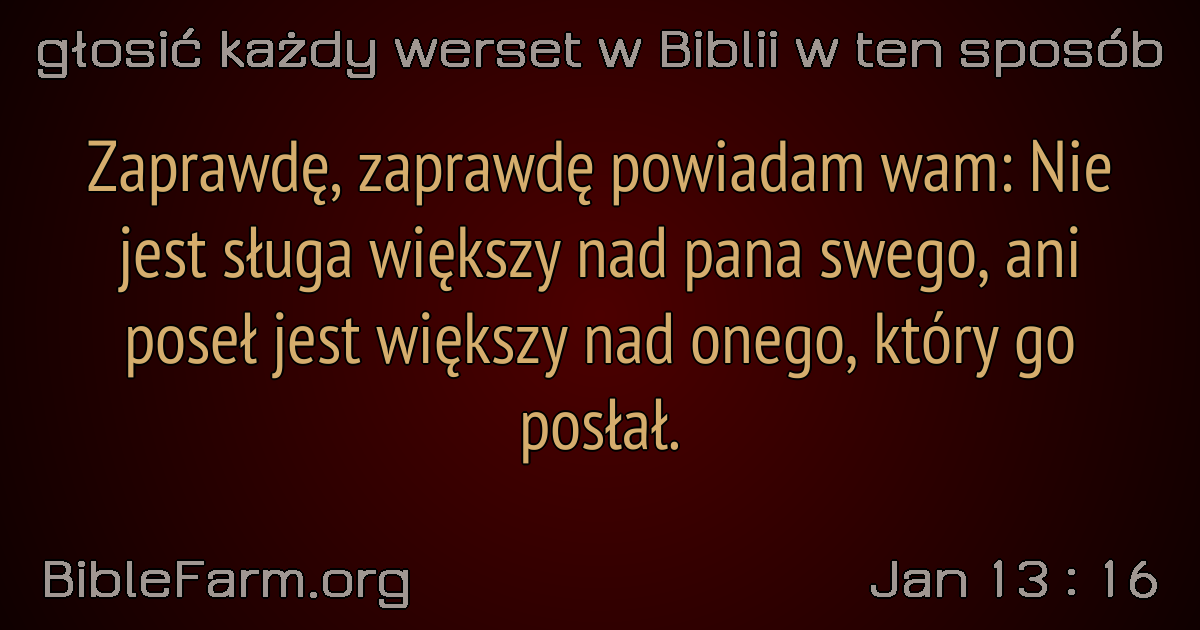 głosić każdy werset w Biblii w ten sposób
Zaprawdę, zaprawdę powiadam wam: Nie
jest sługa większy nad pana swego, ani
poseł jest większy nad onego, który go
posłał.
BibleFarm.org
Jan 13 : 16